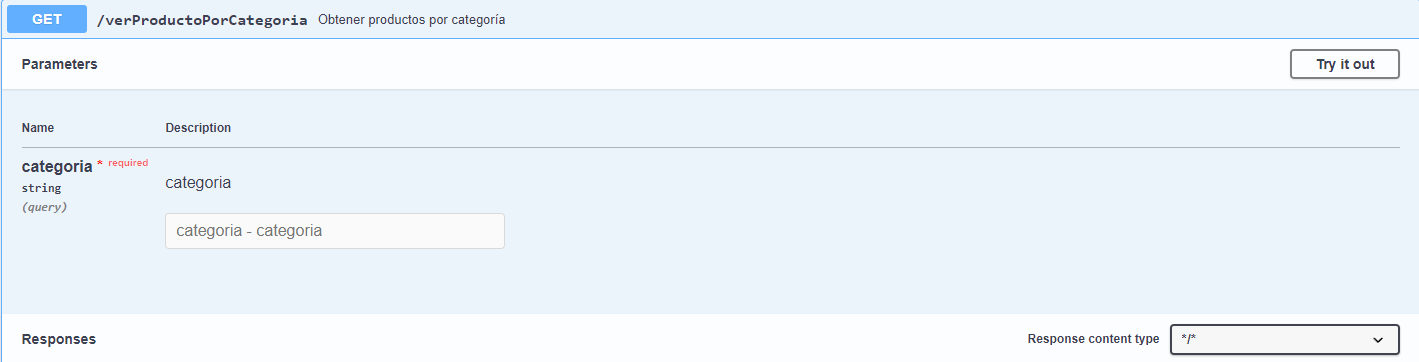 GET /verProductoPorCategoria Obtener productos por categoría
Parameters Try it out
Name Description
categoria * required
string
(query)
categoria
categoria - categoria
Responses Response content type */*